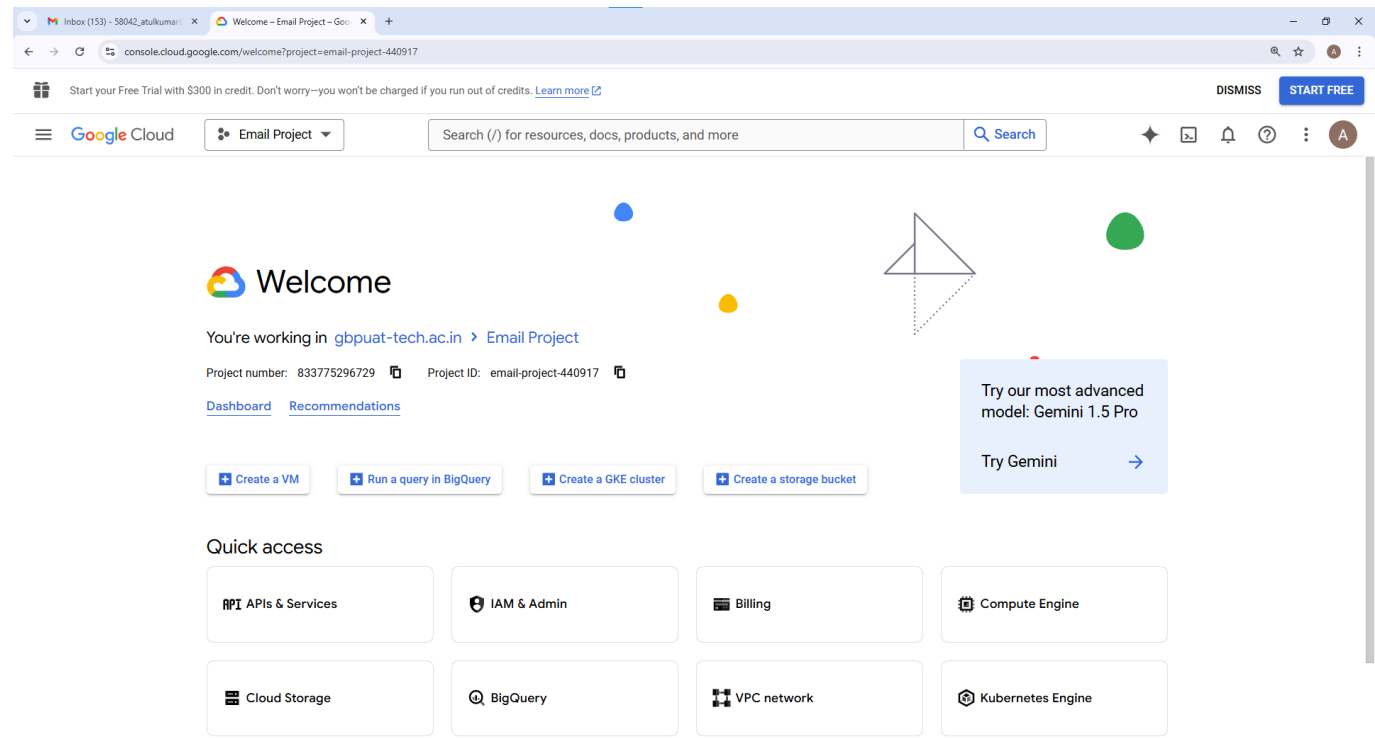 Inbox (153) - 58042_atulkumar
Welcome – Email Project – Goo
console.cloud.google.com/welcome?project=email-project-440917
A
Start your Free Trial with $300 in credit. Don't worry—you won't be charged if you run out of credits. Learn more
DISMISS
START FREE
Google Cloud
Email Project
Search (/) for resources, docs, products, and more
Search
A
Welcome
You're working in gbpuat-tech.ac.in > Email Project
Project number: 833775296729 Project ID: email-project-440917
Dashboard Recommendations
Try our most advanced
model: Gemini 1.5 Pro
Try Gemini
Create a VM
Run a query in BigQuery
Create a GKE cluster
Create a storage bucket
Quick access
API APIs & Services
IAM & Admin
Billing
Compute Engine
Cloud Storage
BigQuery
VPC network
Kubernetes Engine